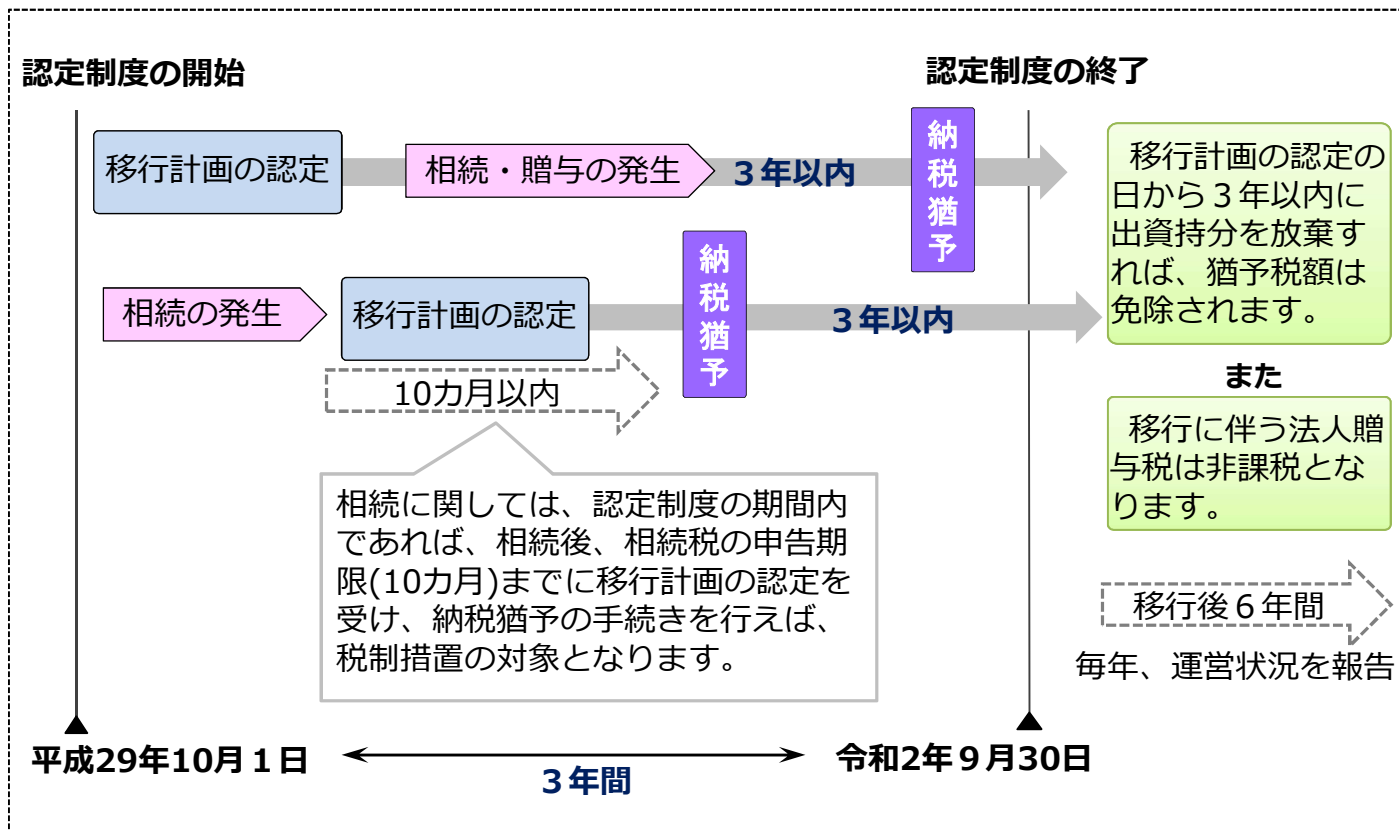 認定制度の開始
認定制度の終了
移行計画の認定
相続・贈与の発生
３年以内
納税猶予
相続の発生
移行計画の認定
納税猶予
３年以内
10カ月以内
相続に関しては、認定制度の期間内
であれば、相続後、相続税の申告期
限(10カ月)までに移行計画の認定を
受け、納税猶予の手続きを行えば、
税制措置の対象となります。
移行計画の認定の
日から３年以内に
出資持分を放棄す
れば、猶予税額は
免除されます。
また
移行に伴う法人贈
与税は非課税とな
ります。
移行後６年間
毎年、運営状況を報告
平成29年10月１日
３年間
令和2年９月30日